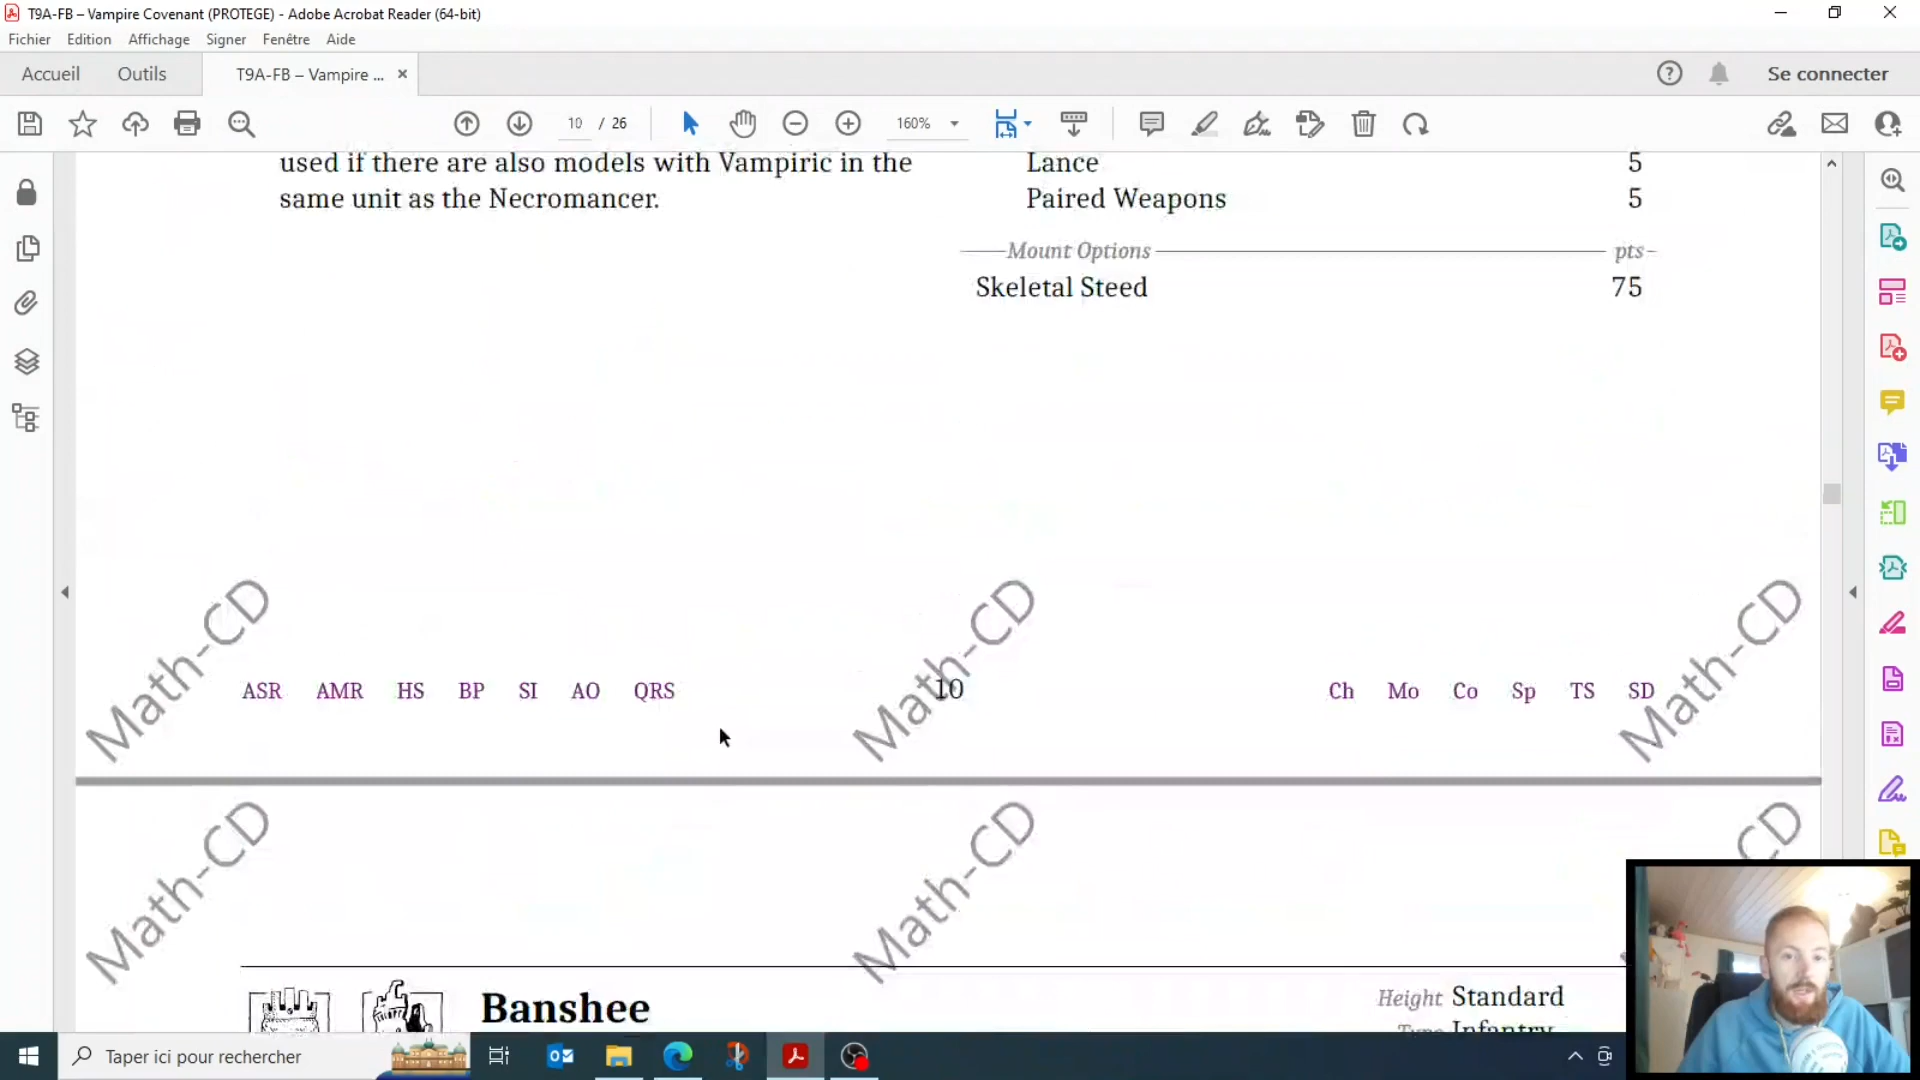 T9A-FB – Vampire Covenant (PROTEGE) - Adobe Acrobat Reader (64-bit)
Fichier Edition Affichage Signer Fenêtre Aide
Accueil Outils T9A-FB – Vampire ... × Se connecter
10 / 26 160%
used if there are also models with Vampiric in the
same unit as the Necromancer.
Lance 5
Paired Weapons 5
Mount Options pts
Skeletal Steed 75
Math-CD Math-CD Math-CD
ASR AMR HS BP SI AO QRS 10 Ch Mo Co Sp TS SD
Math-CD Math-CD CD
Banshee
Height Standard
Type Infantry
Taper ici pour rechercher